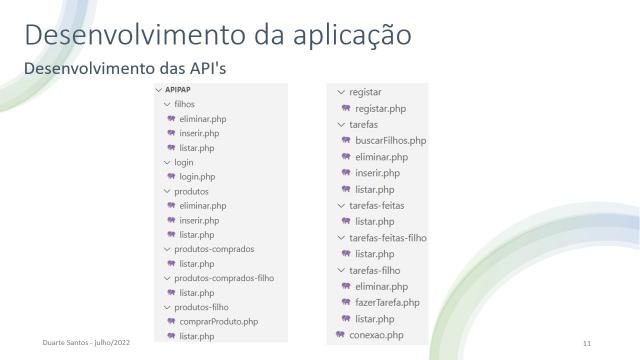 Desenvolvimento da aplicação
Desenvolvimento das API's
APIPAP
filhos
eliminar.php
inserir.php
listar.php
login
login.php
produtos
eliminar.php
inserir.php
listar.php
produtos-comprados
listar.php
produtos-comprados-filho
listar.php
produtos-filho
comprarProduto.php
listar.php
registar
registar.php
tarefas
buscarFilhos.php
eliminar.php
inserir.php
listar.php
tarefas-feitas
listar.php
tarefas-feitas-filho
listar.php
tarefas-filho
eliminar.php
fazerTarefa.php
listar.php
conexao.php
Duarte Santos - julho/2022
11